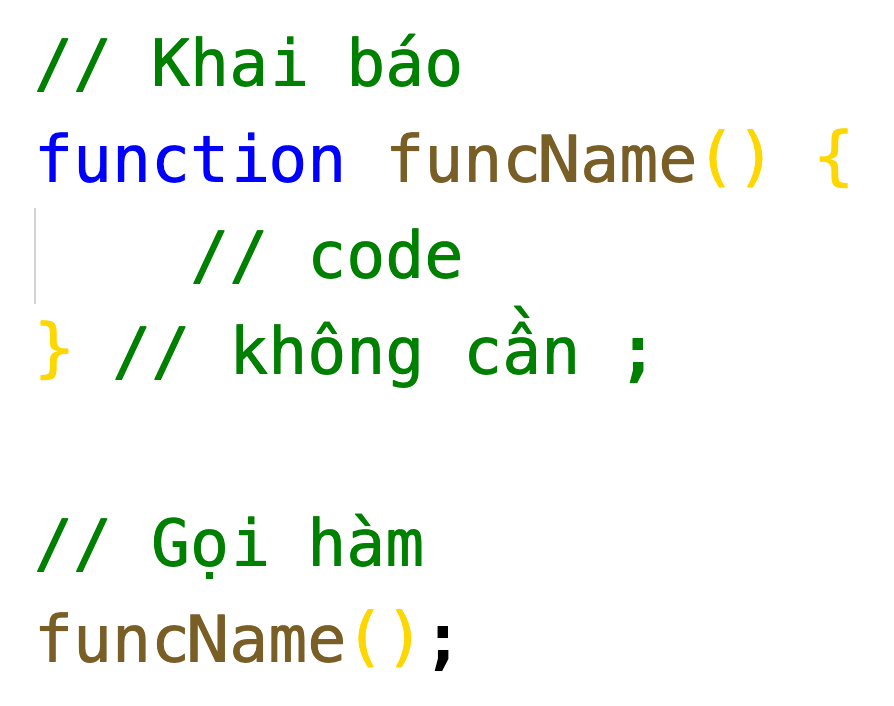 // Khai báo
function funcName() {
    // code
} // không cần ;

// Gọi hàm
funcName();